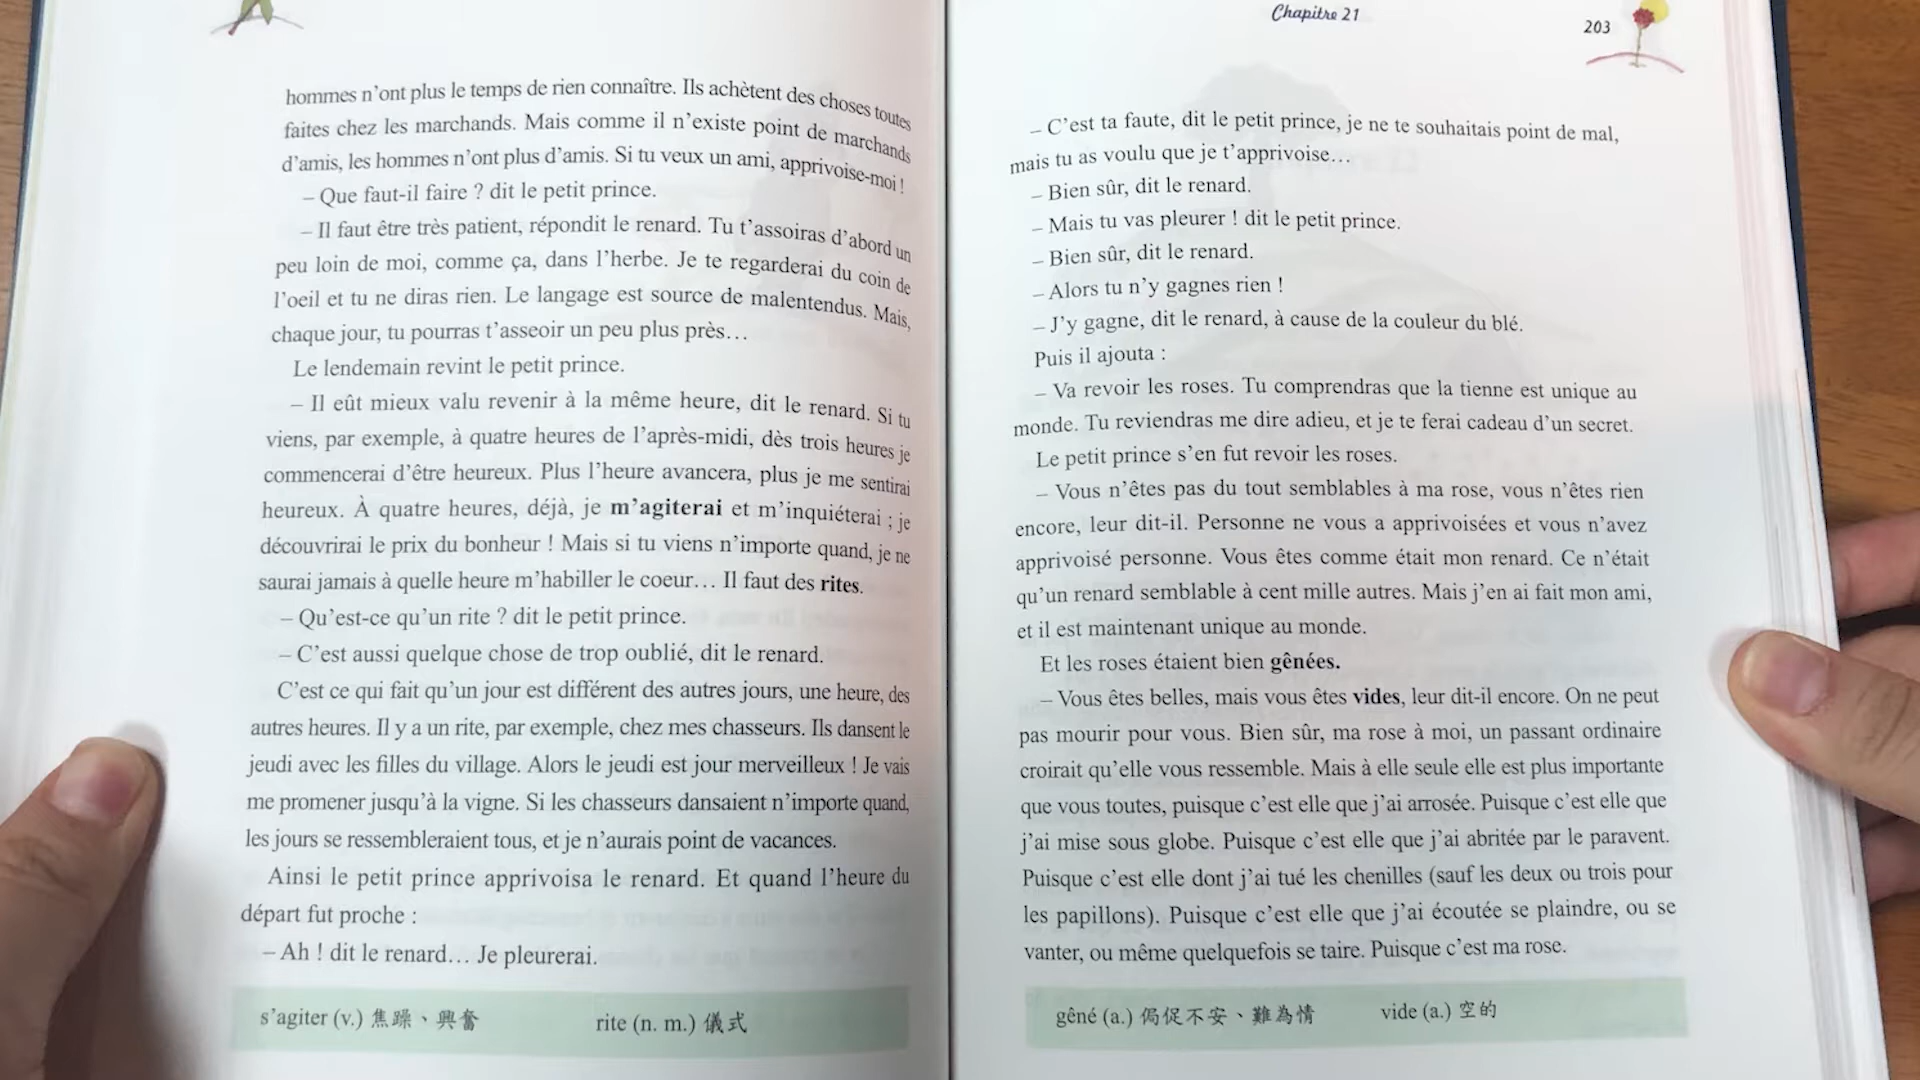 hommes n'ont plus le temps de rien connaître. Ils achètent des choses toutes
faites chez les marchands. Mais comme il n'existe point de marchands
d'amis, les hommes n'ont plus d'amis. Si tu veux un ami, apprivoise-moi !
– Que faut-il faire ? dit le petit prince.
– Il faut être très patient, répondit le renard. Tu t'assoiras d'abord un
peu loin de moi, comme ça, dans l'herbe. Je te regarderai du coin de
l'oeil et tu ne diras rien. Le langage est source de malentendus. Mais,
chaque jour, tu pourras t'asseoir un peu plus près…
Le lendemain revint le petit prince.
– Il eût mieux valu revenir à la même heure, dit le renard. Si tu
viens, par exemple, à quatre heures de l'après-midi, dès trois heures je
commencerai d'être heureux. Plus l'heure avancera, plus je me sentirai
heureux. À quatre heures, déjà, je m'agiterai et m'inquiéterai ; je
découvrirai le prix du bonheur ! Mais si tu viens n'importe quand, je ne
saurai jamais à quelle heure m'habiller le coeur… Il faut des rites.
– Qu'est-ce qu'un rite ? dit le petit prince.
– C'est aussi quelque chose de trop oublié, dit le renard.
C'est ce qui fait qu'un jour est différent des autres jours, une heure, des
autres heures. Il y a un rite, par exemple, chez mes chasseurs. Ils dansent le
jeudi avec les filles du village. Alors le jeudi est jour merveilleux ! Je vais
me promener jusqu'à la vigne. Si les chasseurs dansaient n'importe quand,
les jours se ressembleraient tous, et je n'aurais point de vacances.
Ainsi le petit prince apprivoisa le renard. Et quand l'heure du
départ fut proche :
– Ah ! dit le renard… Je pleurerai.
s'agiter (v.) 焦躁、興奮
rite (n. m.) 儀式
Chapitre 21
203
– C'est ta faute, dit le petit prince, je ne te souhaitais point de mal,
mais tu as voulu que je t'apprivoise…
– Bien sûr, dit le renard.
– Mais tu vas pleurer ! dit le petit prince.
– Bien sûr, dit le renard.
– Alors tu n'y gagnes rien !
– J'y gagne, dit le renard, à cause de la couleur du blé.
Puis il ajouta :
– Va revoir les roses. Tu comprendras que la tienne est unique au
monde. Tu reviendras me dire adieu, et je te ferai cadeau d'un secret.
Le petit prince s'en fut revoir les roses.
– Vous n'êtes pas du tout semblables à ma rose, vous n'êtes rien
encore, leur dit-il. Personne ne vous a apprivoisées et vous n'avez
apprivoisé personne. Vous êtes comme était mon renard. Ce n'était
qu'un renard semblable à cent mille autres. Mais j'en ai fait mon ami,
et il est maintenant unique au monde.
Et les roses étaient bien gênées.
– Vous êtes belles, mais vous êtes vides, leur dit-il encore. On ne peut
pas mourir pour vous. Bien sûr, ma rose à moi, un passant ordinaire
croirait qu'elle vous ressemble. Mais à elle seule elle est plus importante
que vous toutes, puisque c'est elle que j'ai arrosée. Puisque c'est elle que
j'ai mise sous globe. Puisque c'est elle que j'ai abritée par le paravent.
Puisque c'est elle dont j'ai tué les chenilles (sauf les deux ou trois pour
les papillons). Puisque c'est elle que j'ai écoutée se plaindre, ou se
vanter, ou même quelquefois se taire. Puisque c'est ma rose.
gêné (a.) 侷促不安、難為情
vide (a.) 空的